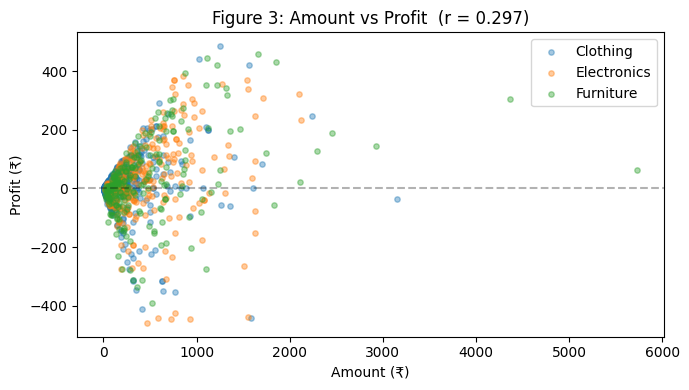 Figure 3: Amount vs Profit  (r = 0.297)
Clothing
Electronics
Furniture
Profit (₹)
400
200
0
−200
−400
0 1000 2000 3000 4000 5000 6000
Amount (₹)